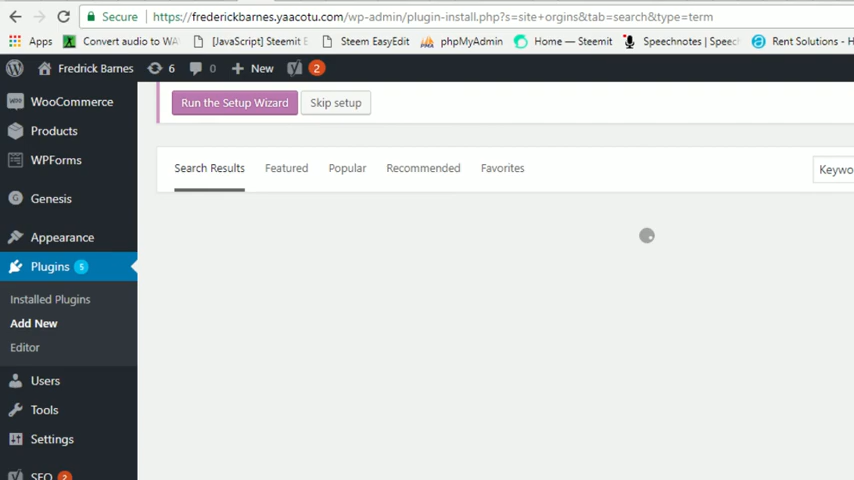 Secure https://frederickbarnes.yaacotu.com/wp-admin/plugin-install.php?s=site+orgins&tab=search&type=term
Apps Convert audio to WA [JavaScript] Steemit E Steem EasyEdit phpMyAdmin Home — Steemit Speechnotes | Speech Rent Solutions - H
Fredrick Barnes 6 0 New 2
WooCommerce
Run the Setup Wizard Skip setup
Products
WPForms
Search Results Featured Popular Recommended Favorites Keywo
Genesis
Appearance
Plugins 5
Installed Plugins
Add New
Editor
Users
Tools
Settings
SEO 2